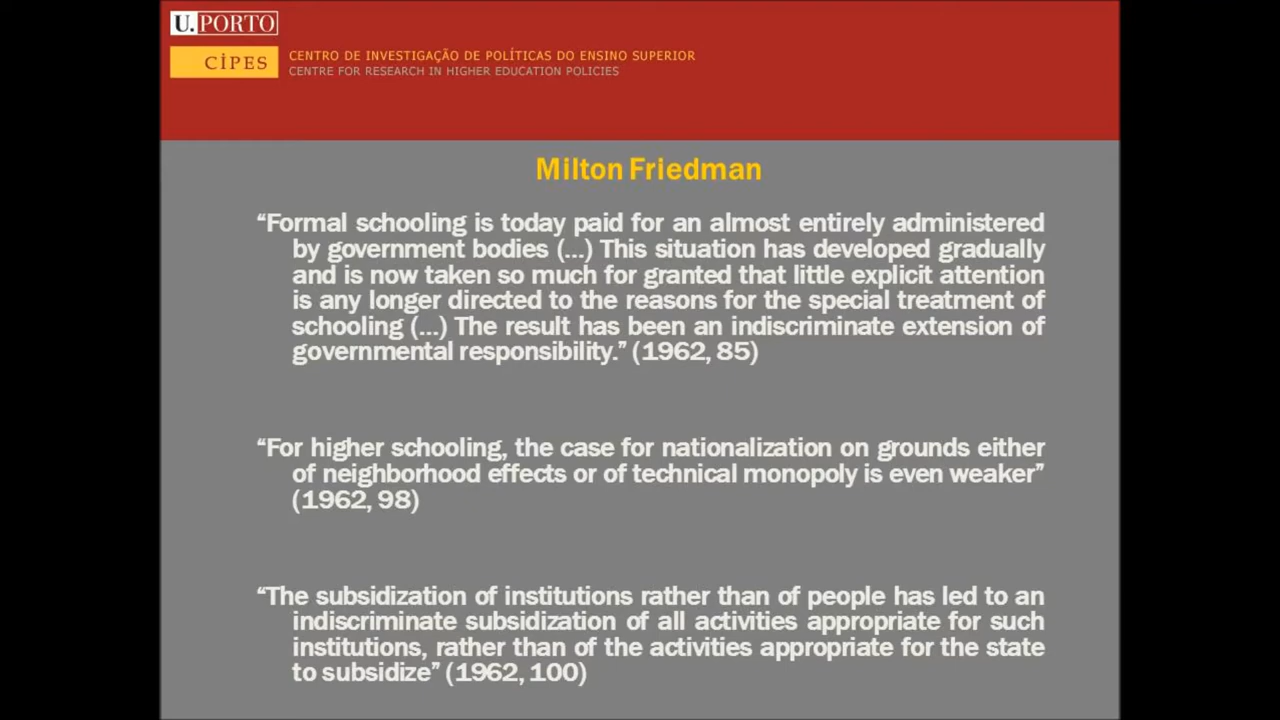 U. PORTO
CIPES
CENTRO DE INVESTIGAÇÃO DE POLÍTICAS DO ENSINO SUPERIOR
CENTRE FOR RESEARCH IN HIGHER EDUCATION POLICIES
Milton Friedman
“Formal schooling is today paid for an almost entirely administered
by government bodies (...) This situation has developed gradually
and is now taken so much for granted that little explicit attention
is any longer directed to the reasons for the special treatment of
schooling (...) The result has been an indiscriminate extension of
governmental responsibility.” (1962, 85)
“For higher schooling, the case for nationalization on grounds either
of neighborhood effects or of technical monopoly is even weaker”
(1962, 98)
“The subsidization of institutions rather than of people has led to an
indiscriminate subsidization of all activities appropriate for such
institutions, rather than of the activities appropriate for the state
to subsidize” (1962, 100)